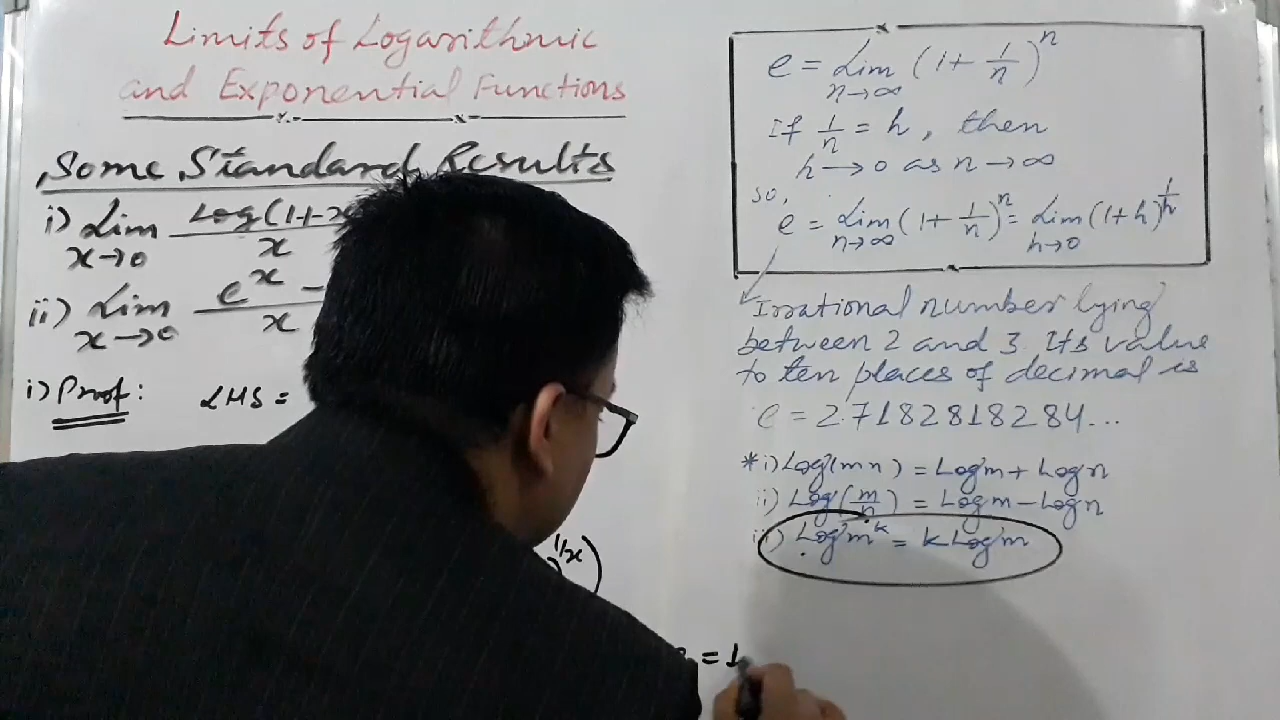 Limits of Logarithmic
and Exponential Functions
Some Standard Results
i) Lim x→0 Log(1+x
x
ii) Lim x→0 e^x –
x
i) Proof: LHS =
^1/x)
= 1
e = Lim n→∞ (1 + 1/n)^n
If 1/n = h, then
h → 0 as n → ∞
so,
e = Lim n→∞ (1 + 1/n)^n = Lim h→0 (1 + h)^1/h
Irrational number lying
between 2 and 3. Its value
to ten places of decimal is
e = 2.7182818284...
*i) Log(mn) = Logm + Logn
ii) Log(m/n) = Logm – Logn
iii) Logm^k = k Logm